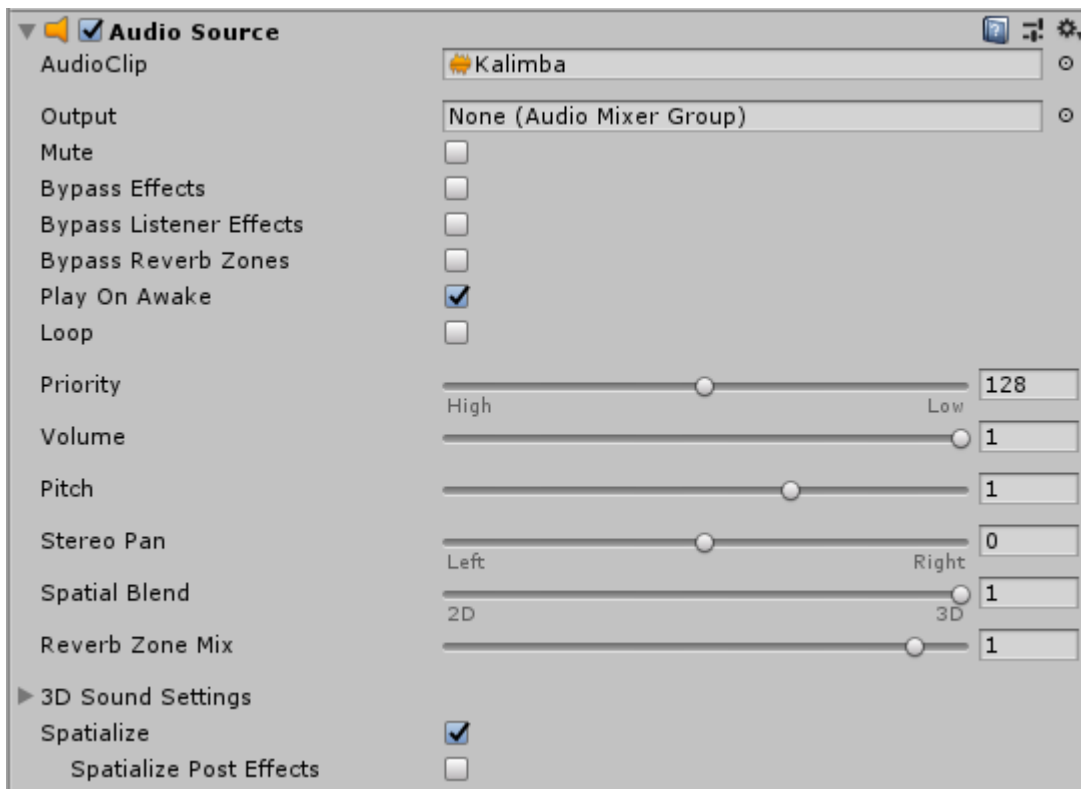 Audio Source
AudioClip Kalimba
Output None (Audio Mixer Group)
Mute
Bypass Effects
Bypass Listener Effects
Bypass Reverb Zones
Play On Awake
Loop
Priority 128
High Low
Volume 1
Pitch 1
Stereo Pan 0
Left Right
Spatial Blend 1
2D 3D
Reverb Zone Mix 1
3D Sound Settings
Spatialize
Spatialize Post Effects